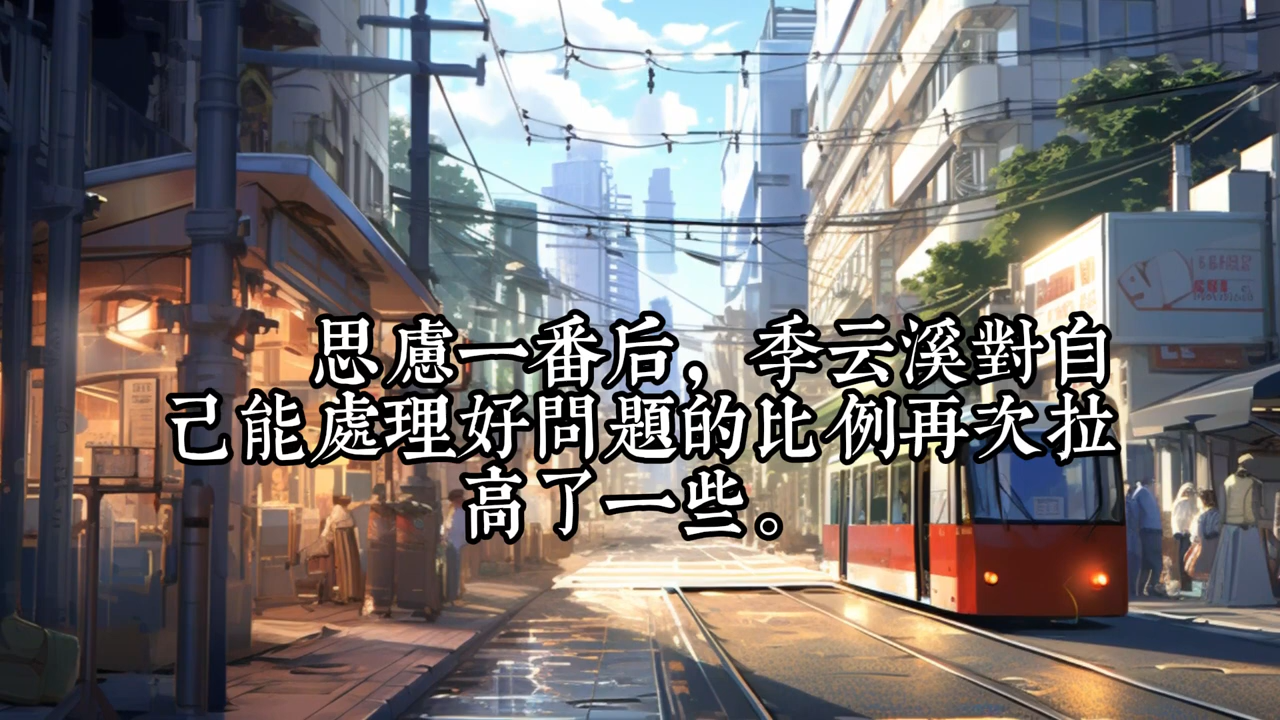 思慮一番后，季云溪對自
己能處理好問題的比例再次拉
高了一些。